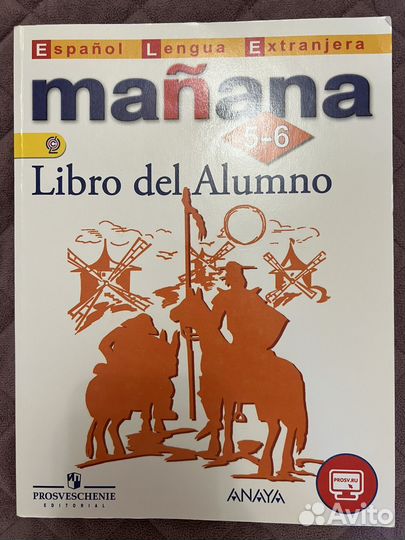 Español Lengua Extranjera
mañana
5-6
Libro del Alumno
PROSV.RU
PROSVESCHENIE
EDITORIAL
ANAYA
Avito